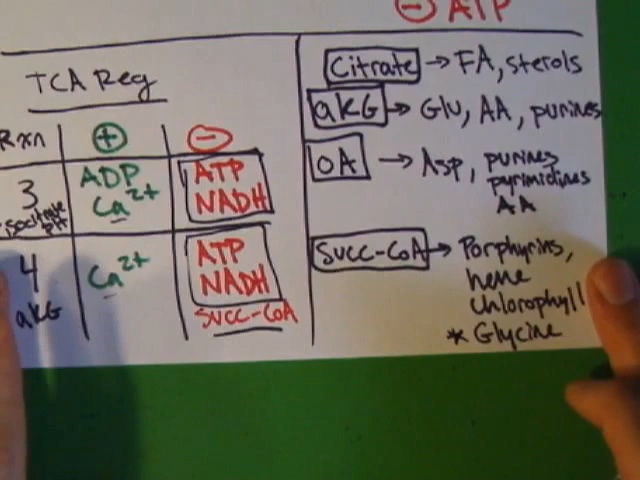 ⊖ ATP
TCA Reg
Rxn ⊕ ⊖
3 ADP ATP
Ca²⁺ NADH
4 Ca²⁺ ATP
NADH
αKG SUCC-CoA
Citrate → FA, sterols
αKG → Glu, AA, purines
OA → Asp, purines
pyrimidines
AA
Succ-CoA → Porphyrins,
heme
chlorophyll
* Glycine